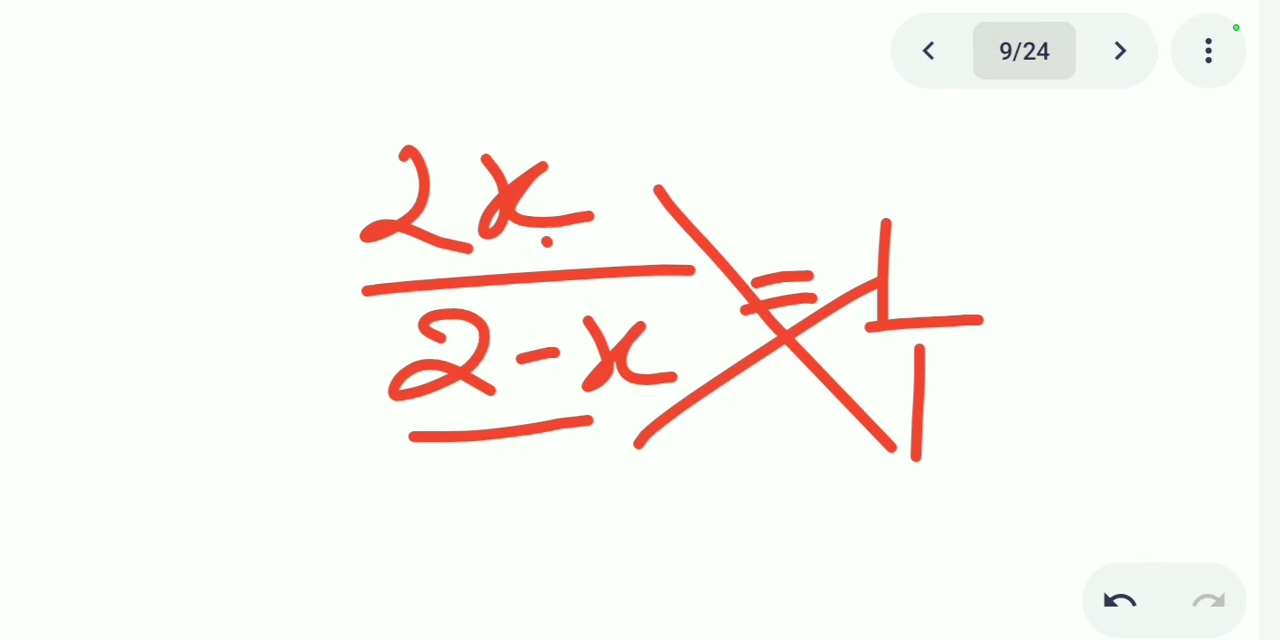 9/24
2x = 1
2-x 1